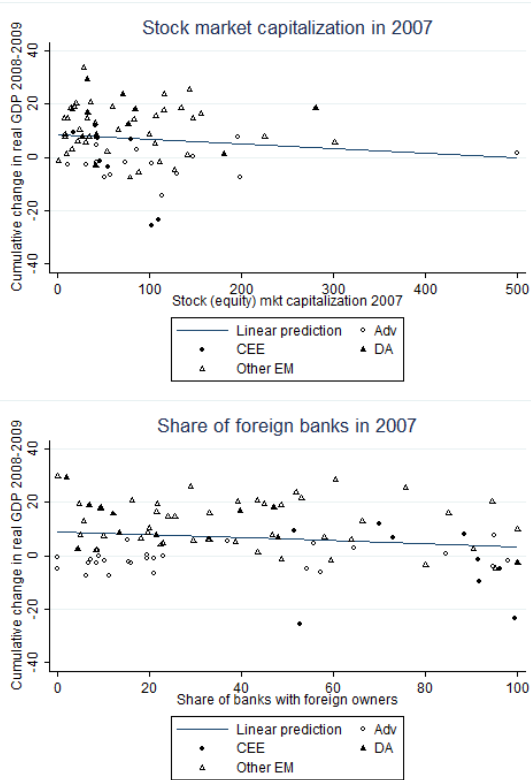 Stock market capitalization in 2007
Cumulative change in real GDP 2008-2009
40
20
0
-20
-40
0 100 200 300 400 500
Stock (equity) mkt capitalization 2007
Linear prediction Adv
CEE DA
Other EM
Share of foreign banks in 2007
Cumulative change in real GDP 2008-2009
40
20
0
-20
-40
0 20 40 60 80 100
Share of banks with foreign owners
Linear prediction Adv
CEE DA
Other EM